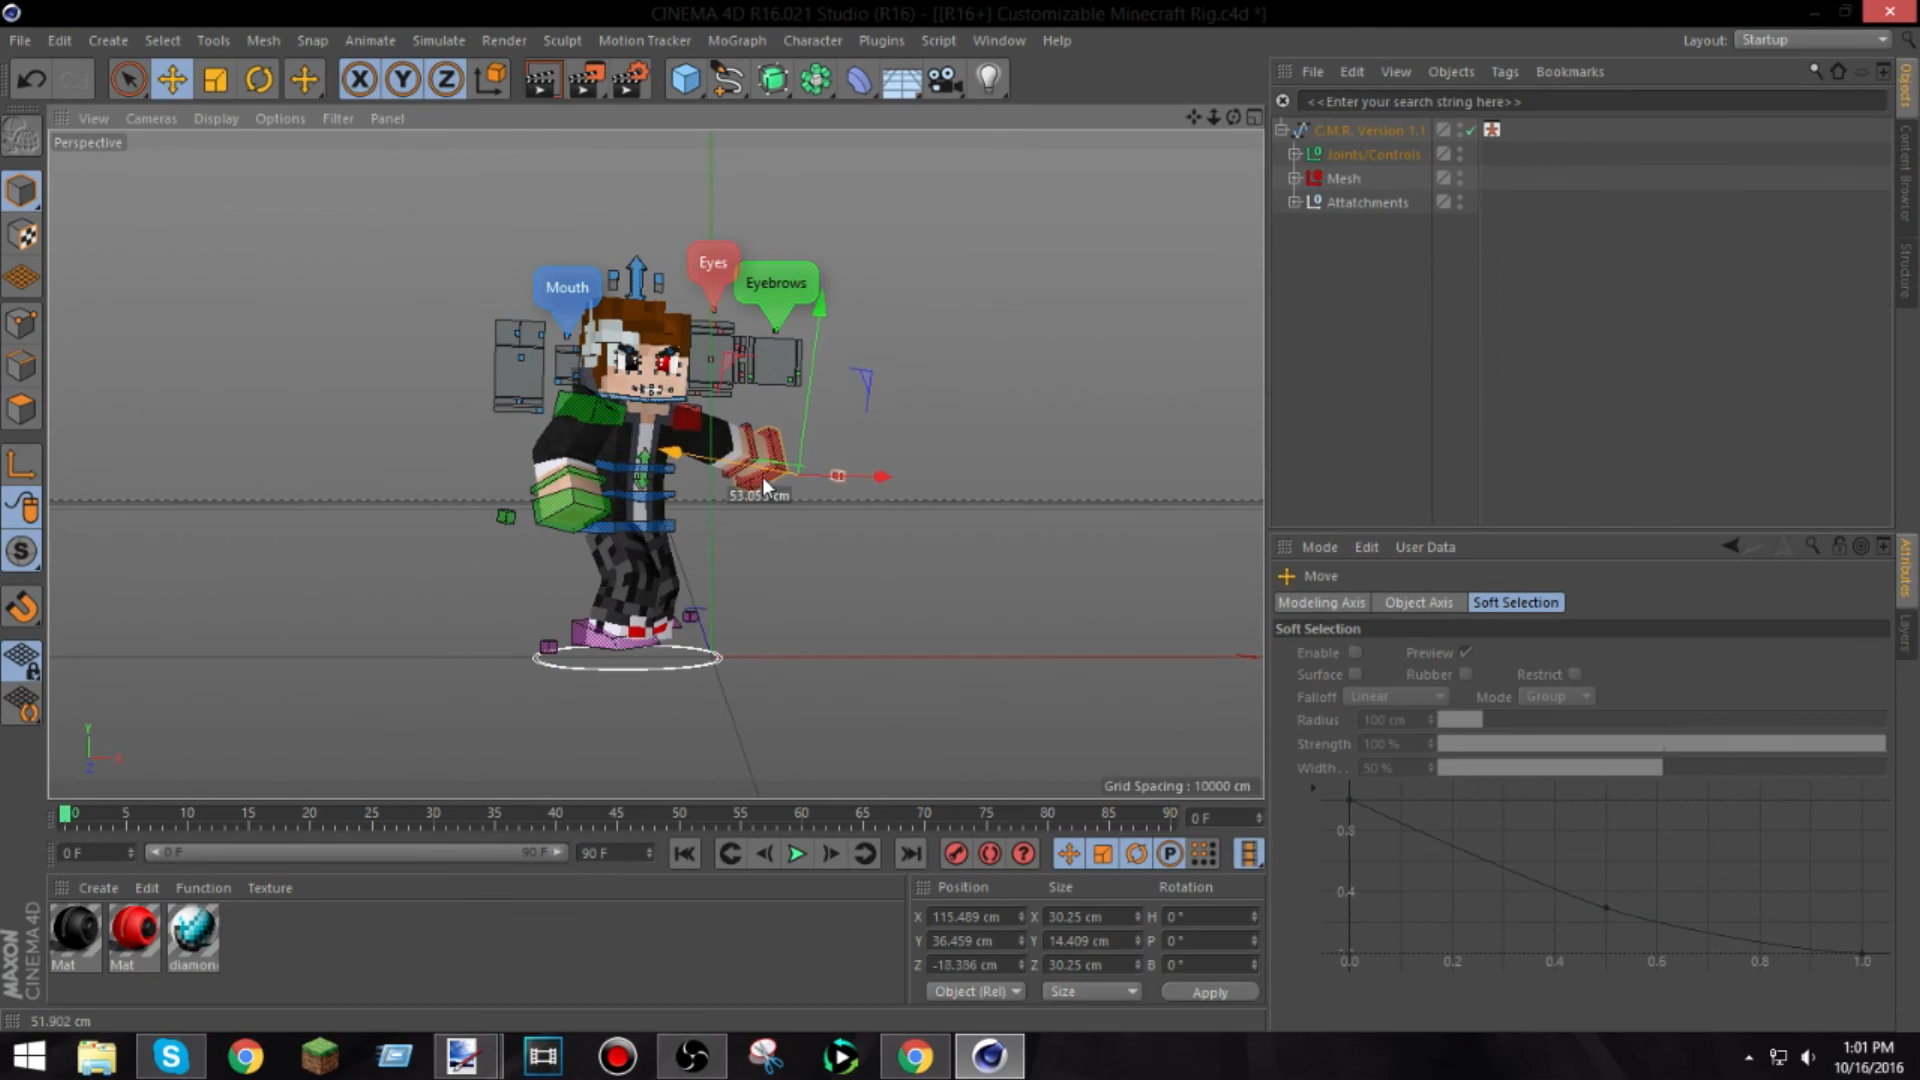 CINEMA 4D R16.021 Studio (R16) - [[R16+] Customizable Minecraft Rig.c4d *]
File Edit Create Select Tools Mesh Snap Animate Simulate Render Sculpt Motion Tracker MoGraph Character Plugins Script Window Help Layout: Startup
X Y Z
File Edit View Objects Tags Bookmarks
<<Enter your search string here>>
View Cameras Display Options Filter Panel
Perspective
C.M.R. Version 1.1
Joints/Controls
Mesh
Attatchments
Objects
Content Browser
Structure
Mouth
Eyes
Eyebrows
Mode Edit User Data
Move
Modeling Axis Object Axis Soft Selection
Soft Selection
Enable Preview
Surface Rubber Restrict
Falloff Linear Mode Group
Radius 100 cm
Strength 100 %
Width . . 50 %
0.8
0.4
0.0 0.2 0.4 0.6 0.8 1.0
Attributes
Layers
Y
X
Z
Grid Spacing : 10000 cm
0 5 10 15 20 25 30 35 40 45 50 55 60 65 70 75 80 85 90 0 F
0 F 0 F 90 F 90 F
Create Edit Function Texture
Mat Mat diamon
Position Size Rotation
X 115.489 cm X 30.25 cm H 0 °
Y 36.459 cm Y 14.409 cm P 0 °
Z -18.386 cm Z 30.25 cm B 0 °
Object (Rel) Size Apply
MAXON
CINEMA 4D
51.902 cm
1:01 PM
10/16/2016